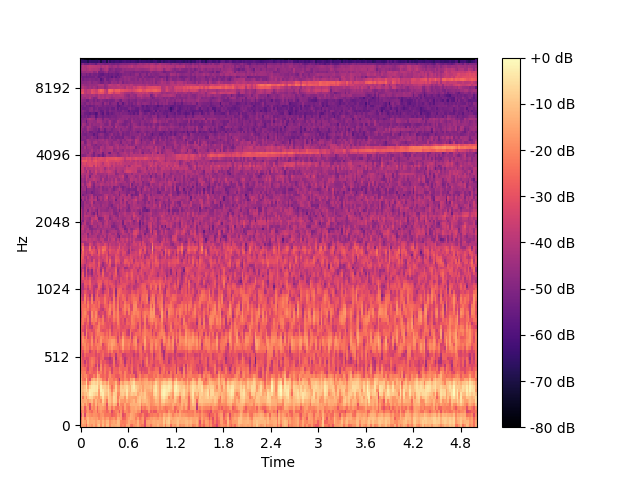 8192
4096
2048
1024
512
0
Hz
0 0.6 1.2 1.8 2.4 3 3.6 4.2 4.8
Time
+0 dB
-10 dB
-20 dB
-30 dB
-40 dB
-50 dB
-60 dB
-70 dB
-80 dB